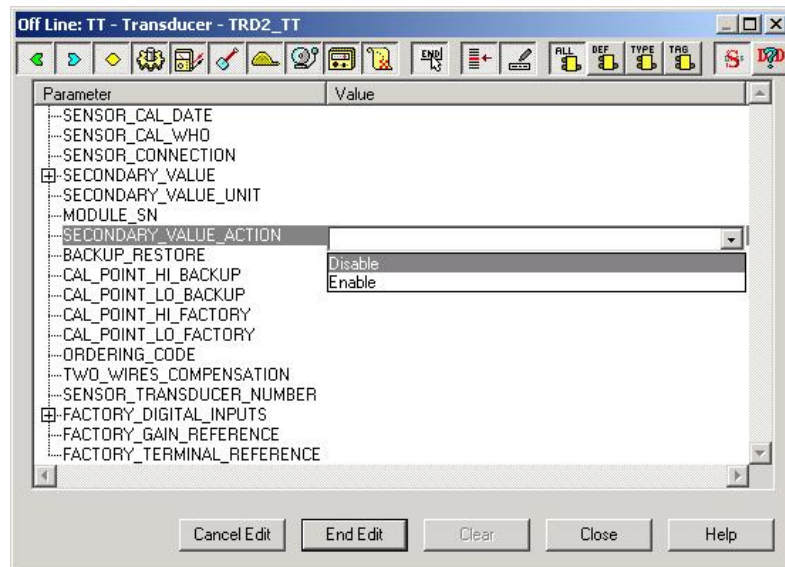 Off Line: TT - Transducer - TRD2_TT
END! ALL DEF TYPE TAG S DD
Parameter Value
SENSOR_CAL_DATE
SENSOR_CAL_WHO
SENSOR_CONNECTION
SECONDARY_VALUE
SECONDARY_VALUE_UNIT
MODULE_SN
SECONDARY_VALUE_ACTION
BACKUP_RESTORE
Disable
CAL_POINT_HI_BACKUP
Enable
CAL_POINT_LO_BACKUP
CAL_POINT_HI_FACTORY
CAL_POINT_LO_FACTORY
ORDERING_CODE
TWO_WIRES_COMPENSATION
SENSOR_TRANSDUCER_NUMBER
FACTORY_DIGITAL_INPUTS
FACTORY_GAIN_REFERENCE
FACTORY_TERMINAL_REFERENCE
Cancel Edit End Edit Clear Close Help